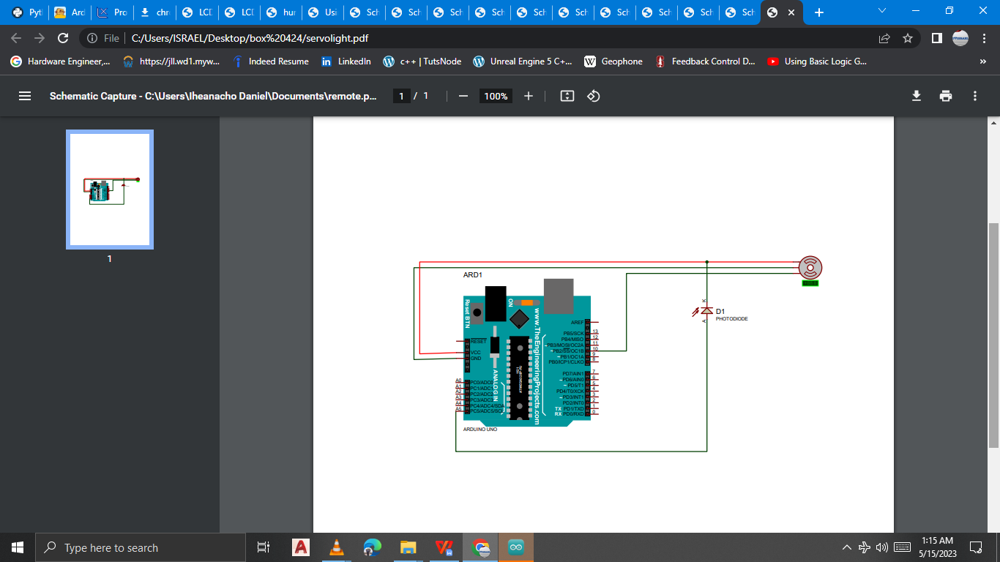 Pyt
Ard
Pro
chr
LCD
LCD
hur
Usi
Sch
Sch
Sch
Sch
Sch
Sch
Sch
Sch
Sch
Sch
File
C:/Users/ISRAEL/Desktop/box%20424/servolight.pdf
Hardware Engineer,...
https://jll.wd1.myw...
Indeed Resume
LinkedIn
c++ | TutsNode
Unreal Engine 5 C+...
Geophone
Feedback Control D...
Using Basic Logic G...
»
Schematic Capture - C:\Users\Iheanacho Daniel\Documents\remote.p...
1 / 1
100%
1
ARD1
Reset BTN
ON
www.TheEngineeringProjects.com
ANALOG IN
RESET
VCC
GND
A0 PC0/ADC0
A1 PC1/ADC1
A2 PC2/ADC2
A3 PC3/ADC3
A4 PC4/ADC4/SDA
A5 PC5/ADC5/SCL
AREF
PB5/SCK 13
PB4/MISO 12
~PB3/MOSI/OC2A 11
~PB2/SS/OC1B 10
~PB1/OC1A 9
PB0/ICP1/CLKO 8
PD7/AIN1 7
~PD6/AIN0 6
~PD5/T1 5
PD4/T0/XCK 4
~PD3/INT1 3
PD2/INT0 2
TX PD1/TXD 1
RX PD0/RXD 0
ARDUINO UNO
K
D1
PHOTODIODE
A
Type here to search
1:15 AM
5/15/2023